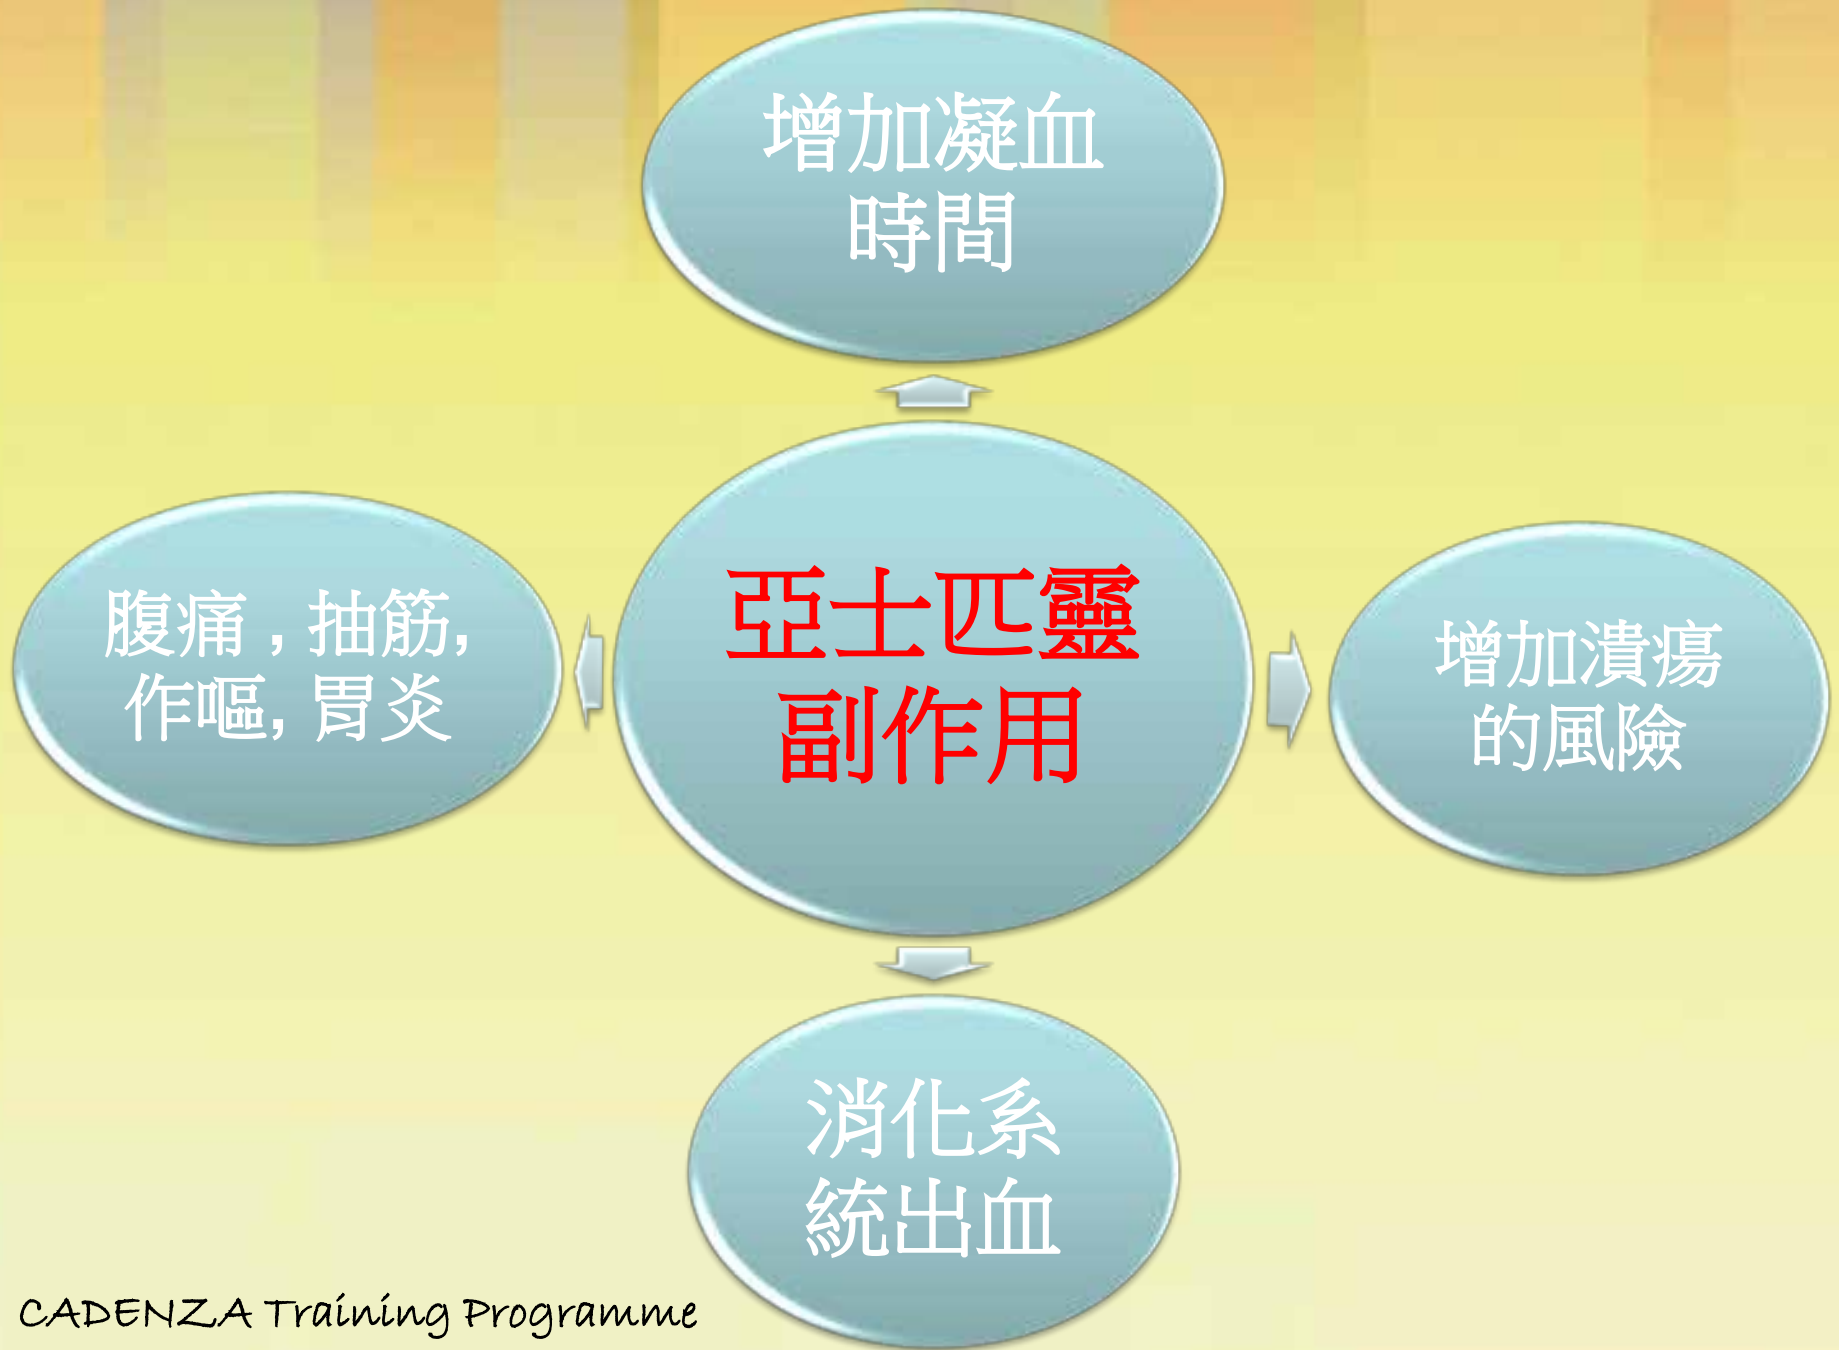 增加凝血
時間
亞士匹靈
副作用
腹痛 , 抽筋,
作嘔, 胃炎
增加潰瘍
的風險
消化系
統出血
CADENZA Training Programme